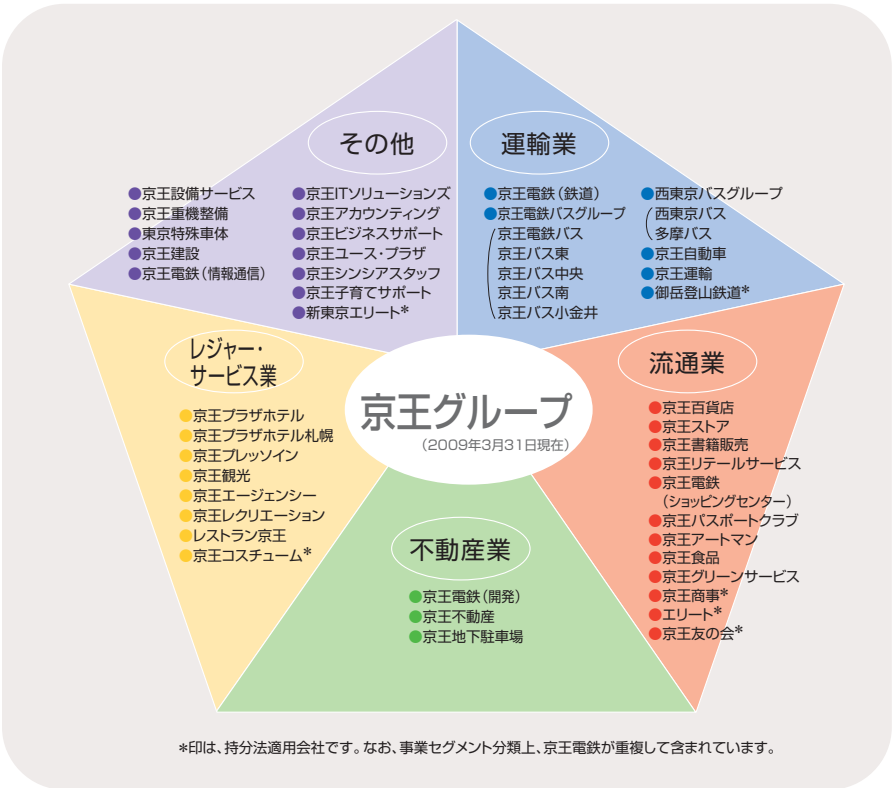 その他
●京王設備サービス
●京王重機整備
●東京特殊車体
●京王建設
●京王電鉄(情報通信)
●京王ITソリューションズ
●京王アカウンティング
●京王ビジネスサポート
●京王ユース・プラザ
●京王シンシアスタッフ
●京王子育てサポート
●新東京エリート*
運輸業
●京王電鉄(鉄道)
●京王電鉄バスグループ
京王電鉄バス
京王バス東
京王バス中央
京王バス南
京王バス小金井
●西東京バスグループ
西東京バス
多摩バス
●京王自動車
●京王運輸
●御岳登山鉄道*
レジャー・
サービス業
●京王プラザホテル
●京王プラザホテル札幌
●京王プレッソイン
●京王観光
●京王エージェンシー
●京王レクリエーション
●レストラン京王
●京王コスチューム*
京王グループ
(2009年3月31日現在)
流通業
●京王百貨店
●京王ストア
●京王書籍販売
●京王リテールサービス
●京王電鉄
(ショッピングセンター)
●京王パスポートクラブ
●京王アートマン
●京王食品
●京王グリーンサービス
●京王商事*
●エリート*
●京王友の会*
不動産業
●京王電鉄(開発)
●京王不動産
●京王地下駐車場
*印は、持分法適用会社です。なお、事業セグメント分類上、京王電鉄が重複して含まれています。